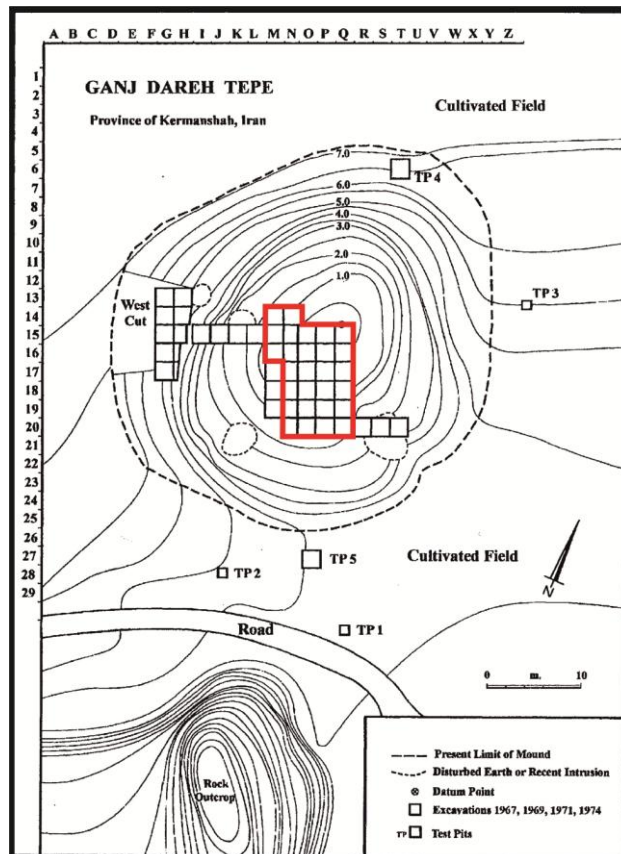 A B C D E F G H I J K L M N O P Q R S T U V W X Y Z
1
2
3
4
5
6
7
8
9
10
11
12
13
14
15
16
17
18
19
20
21
22
23
24
25
26
27
28
29
GANJ DAREH TEPE
Province of Kermanshah, Iran
Cultivated Field
7.0
TP 4
6.0
5.0
4.0
3.0
2.0
1.0
West
Cut
TP 3
Cultivated Field
TP 5
TP 2
TP 1
N
Road
0 m. 10
Rock
Outcrop
Present Limit of Mound
Disturbed Earth or Recent Intrusion
Datum Point
Excavations 1967, 1969, 1971, 1974
TP Test Pits